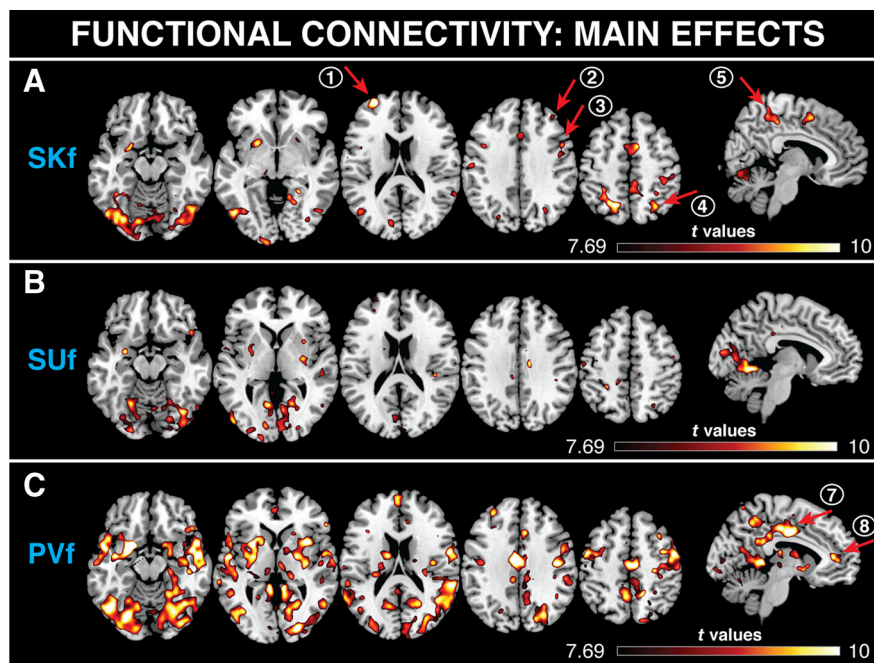 FUNCTIONAL CONNECTIVITY: MAIN EFFECTS
A
SKf
1
2
3
4
5
t values
7.69
10
B
SUf
t values
7.69
10
C
PVf
7
8
t values
7.69
10